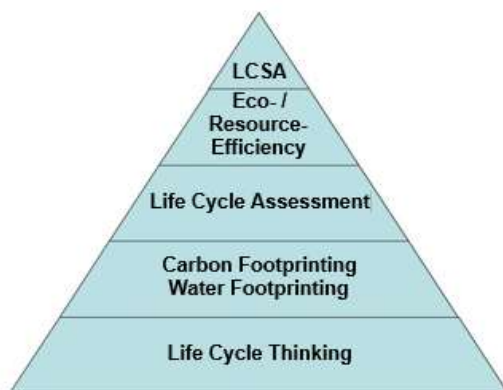 LCSA
Eco- /
Resource-
Efficiency
Life Cycle Assessment
Carbon Footprinting
Water Footprinting
Life Cycle Thinking